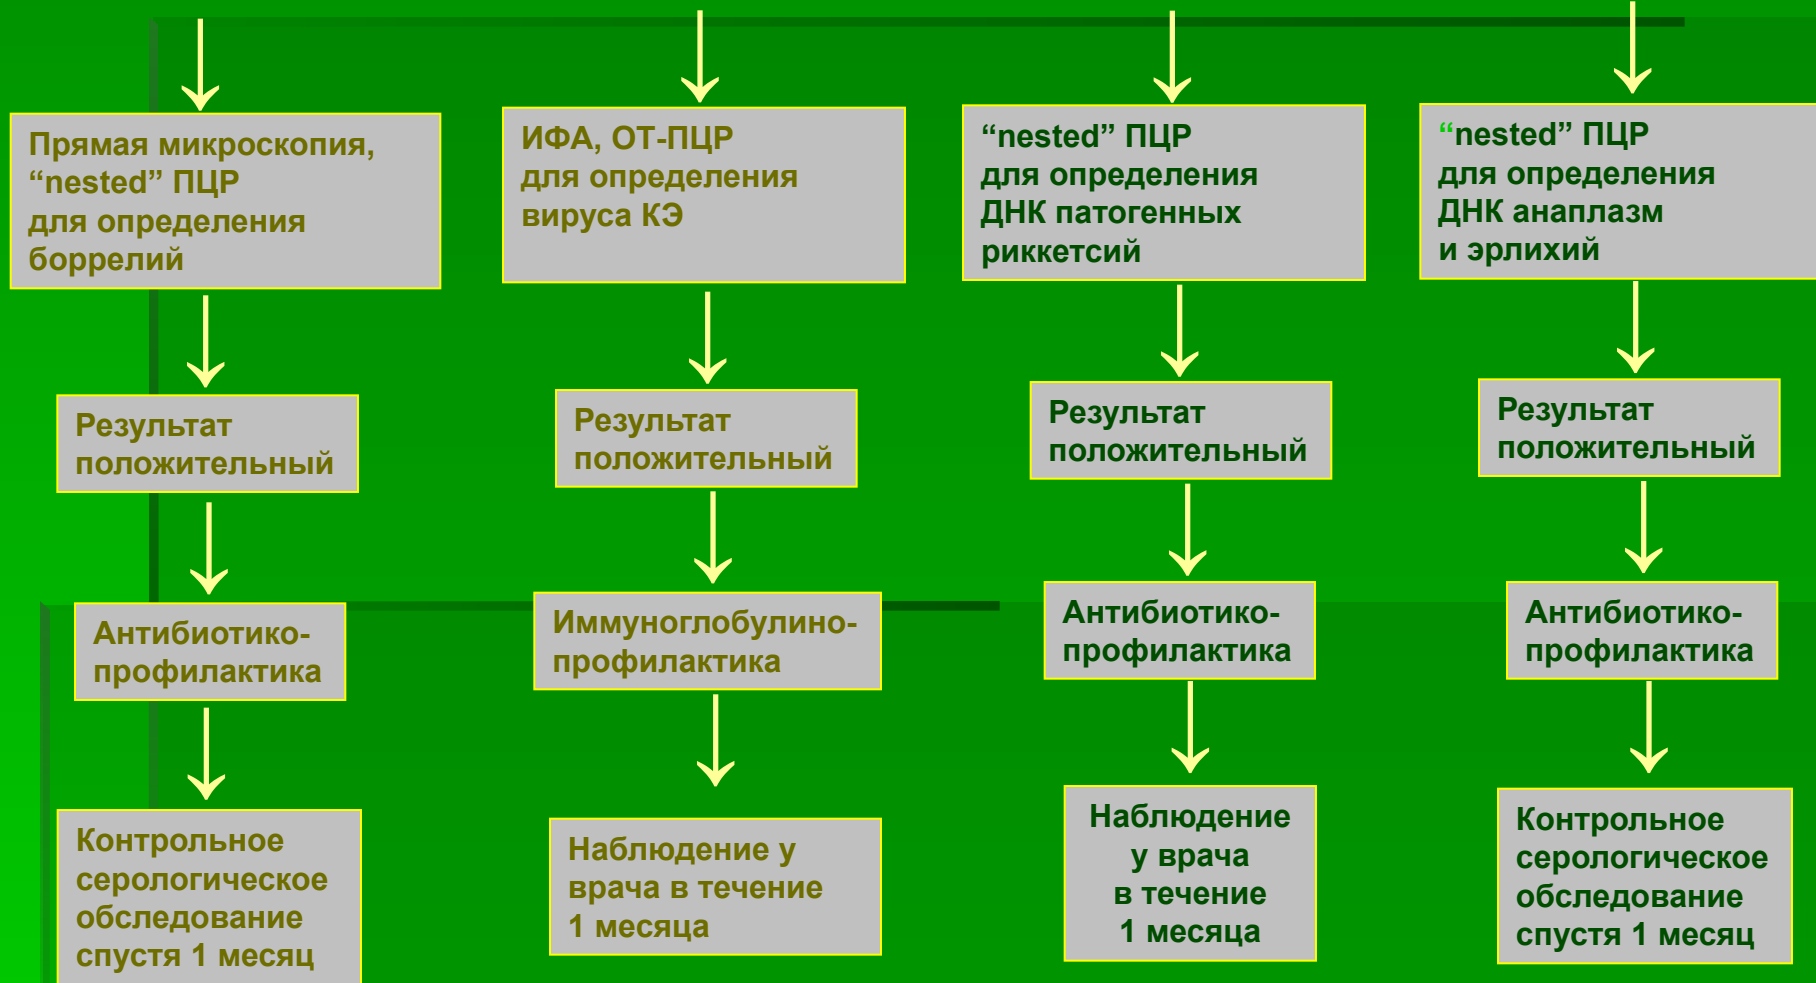 Прямая микроскопия,
“nested” ПЦР
для определения
боррелий
ИФА, ОТ-ПЦР
для определения
вируса КЭ
“nested” ПЦР
для определения
ДНК патогенных
риккетсий
“nested” ПЦР
для определения
ДНК анаплазм
и эрлихий
Результат
положительный
Результат
положительный
Результат
положительный
Результат
положительный
Антибиотико-
профилактика
Иммуноглобулино-
профилактика
Антибиотико-
профилактика
Антибиотико-
профилактика
Контрольное
серологическое
обследование
спустя 1 месяц
Наблюдение у
врача в течение
1 месяца
Наблюдение
у врача
в течение
1 месяца
Контрольное
серологическое
обследование
спустя 1 месяц